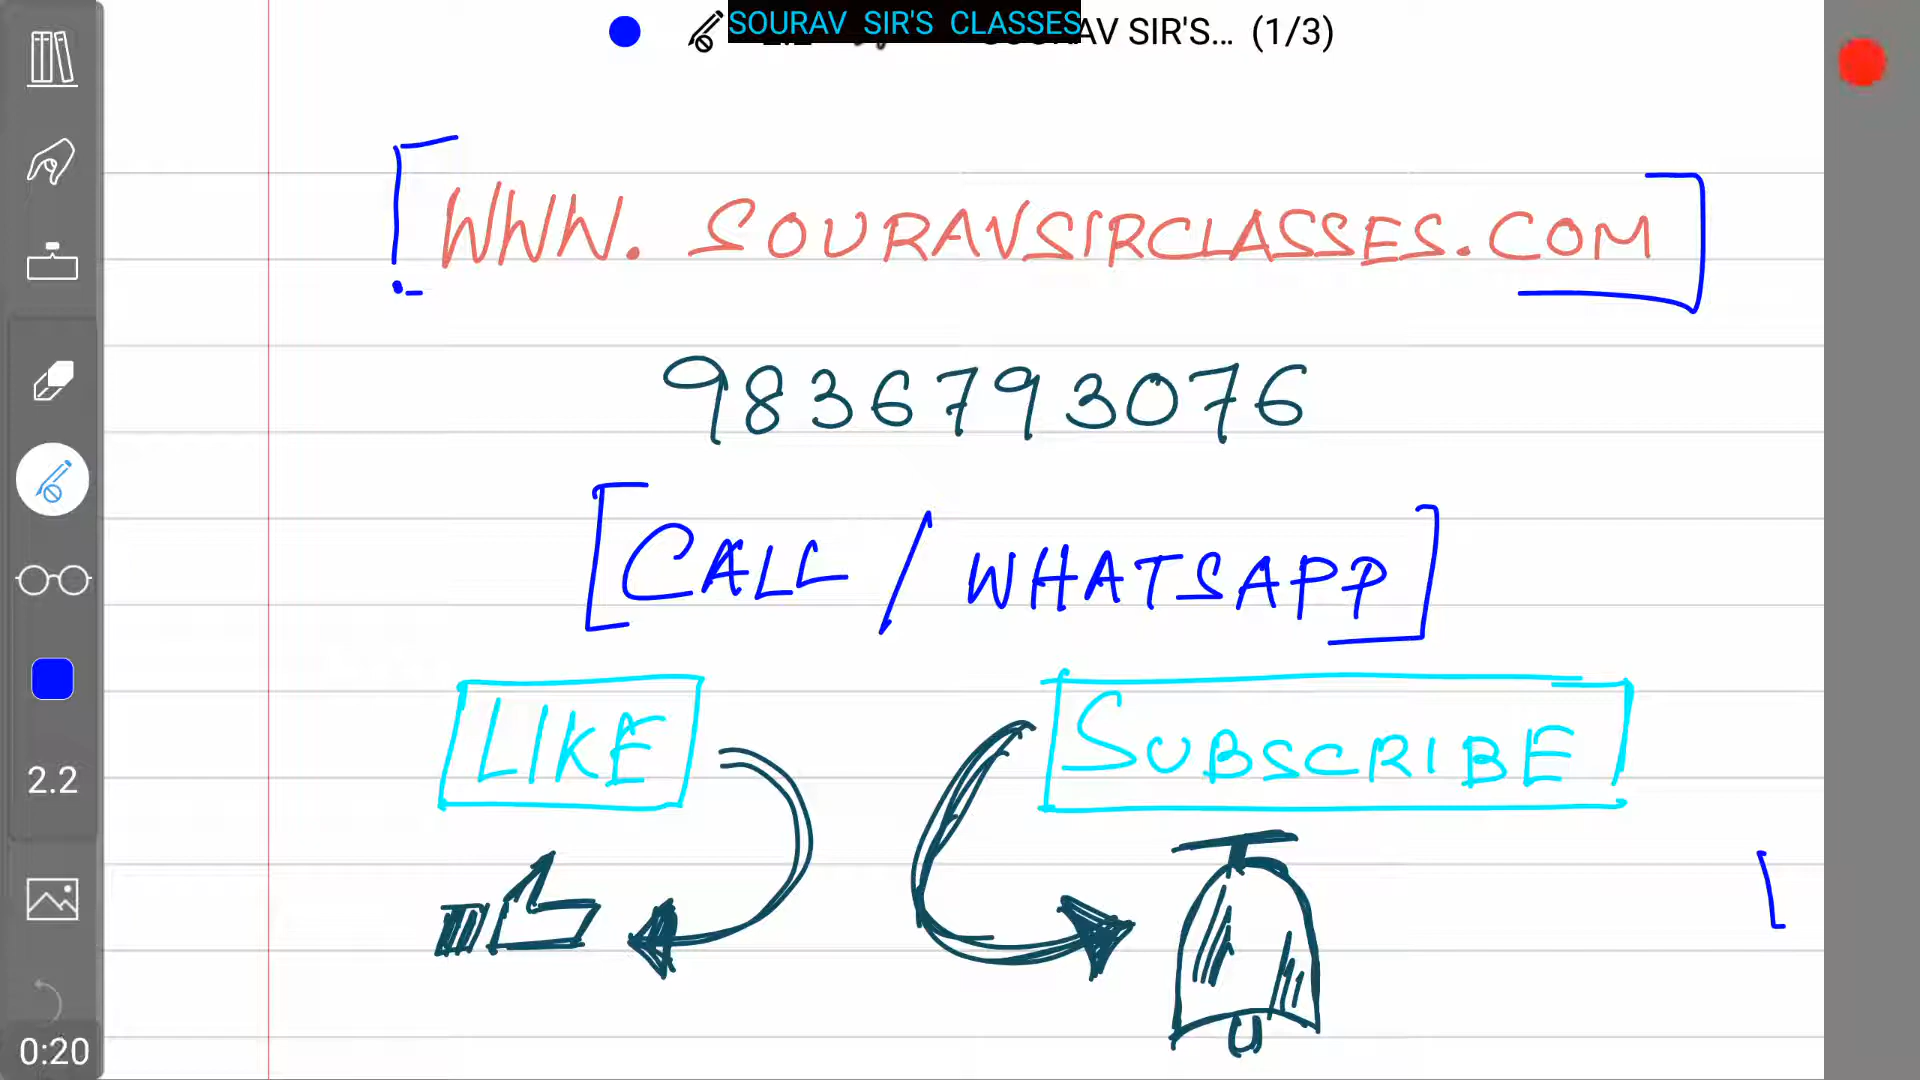 SOURAV SIR'S CLASSES
AV SIR'S... (1/3)
WWW. SOURAVSIRCLASSES.COM
9836793076
[CALL / WHATSAPP]
LIKE
SUBSCRIBE
2.2
0:20